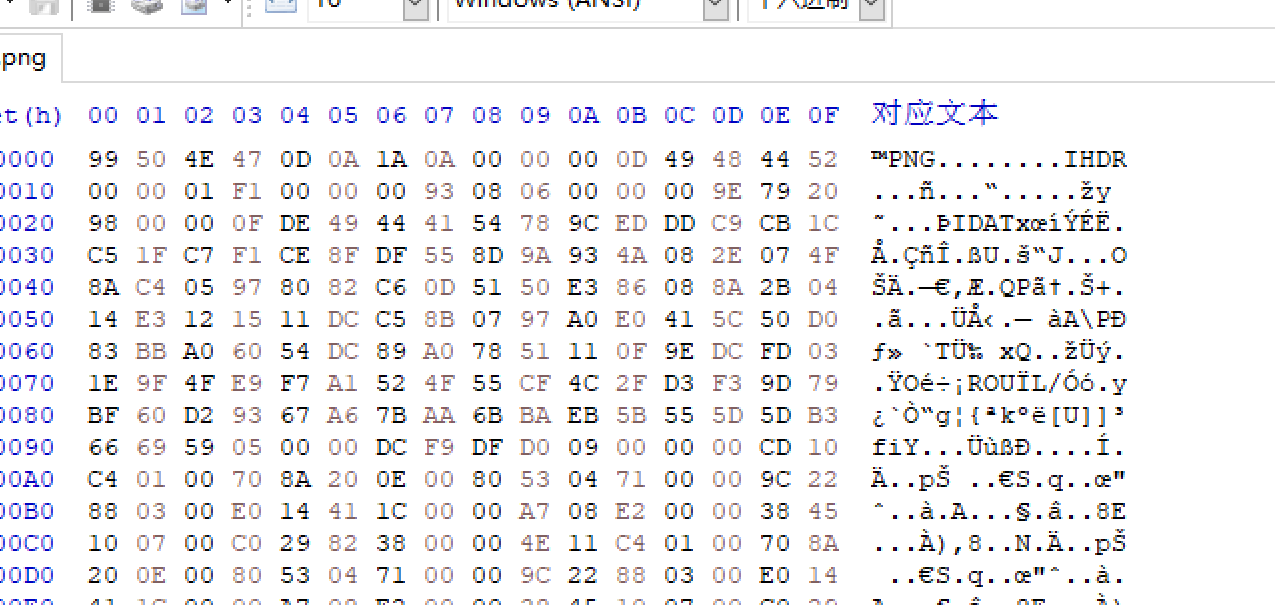 16 Windows (ANSI) 十六进制
.png
et(h) 00 01 02 03 04 05 06 07 08 09 0A 0B 0C 0D 0E 0F 对应文本
0000 99 50 4E 47 0D 0A 1A 0A 00 00 00 0D 49 48 44 52 ™PNG........IHDR
0010 00 00 01 F1 00 00 00 93 08 06 00 00 00 9E 79 20 ...ñ...“.....žy
0020 98 00 00 0F DE 49 44 41 54 78 9C ED DD C9 CB 1C ˜...ÞIDATxœíÝÉË.
0030 C5 1F C7 F1 CE 8F DF 55 8D 9A 93 4A 08 2E 07 4F Å.ÇñÎ.ßU.š“J...O
0040 8A C4 05 97 80 82 C6 0D 51 50 E3 86 08 8A 2B 04 ŠÄ.—€‚Æ.QPã†.Š+.
0050 14 E3 12 15 11 DC C5 8B 07 97 A0 E0 41 5C 50 D0 .ã...ÜÅ‹.— àA\PÐ
0060 83 BB A0 60 54 DC 89 A0 78 51 11 0F 9E DC FD 03 ƒ» `TÜ‰ xQ..žÜý.
0070 1E 9F 4F E9 F7 A1 52 4F 55 CF 4C 2F D3 F3 9D 79 .ŸOé÷¡ROUÏL/Óó.y
0080 BF 60 D2 93 67 A6 7B AA 6B BA EB 5B 55 5D 5D B3 ¿`Ò“g¦{ªkºë[U]]³
0090 66 69 59 05 00 00 DC F9 DF D0 09 00 00 00 CD 10 fiY...ÜùßÐ....Í.
00A0 C4 01 00 70 8A 20 0E 00 80 53 04 71 00 00 9C 22 Ä..pŠ ..€S.q..œ"
00B0 88 03 00 E0 14 41 1C 00 00 A7 08 E2 00 00 38 45 ˆ..à.A...§.â..8E
00C0 10 07 00 C0 29 82 38 00 00 4E 11 C4 01 00 70 8A ...À)‚8..N.Ä..pŠ
00D0 20 0E 00 80 53 04 71 00 00 9C 22 88 03 00 E0 14  ..€S.q..œ"ˆ..à.